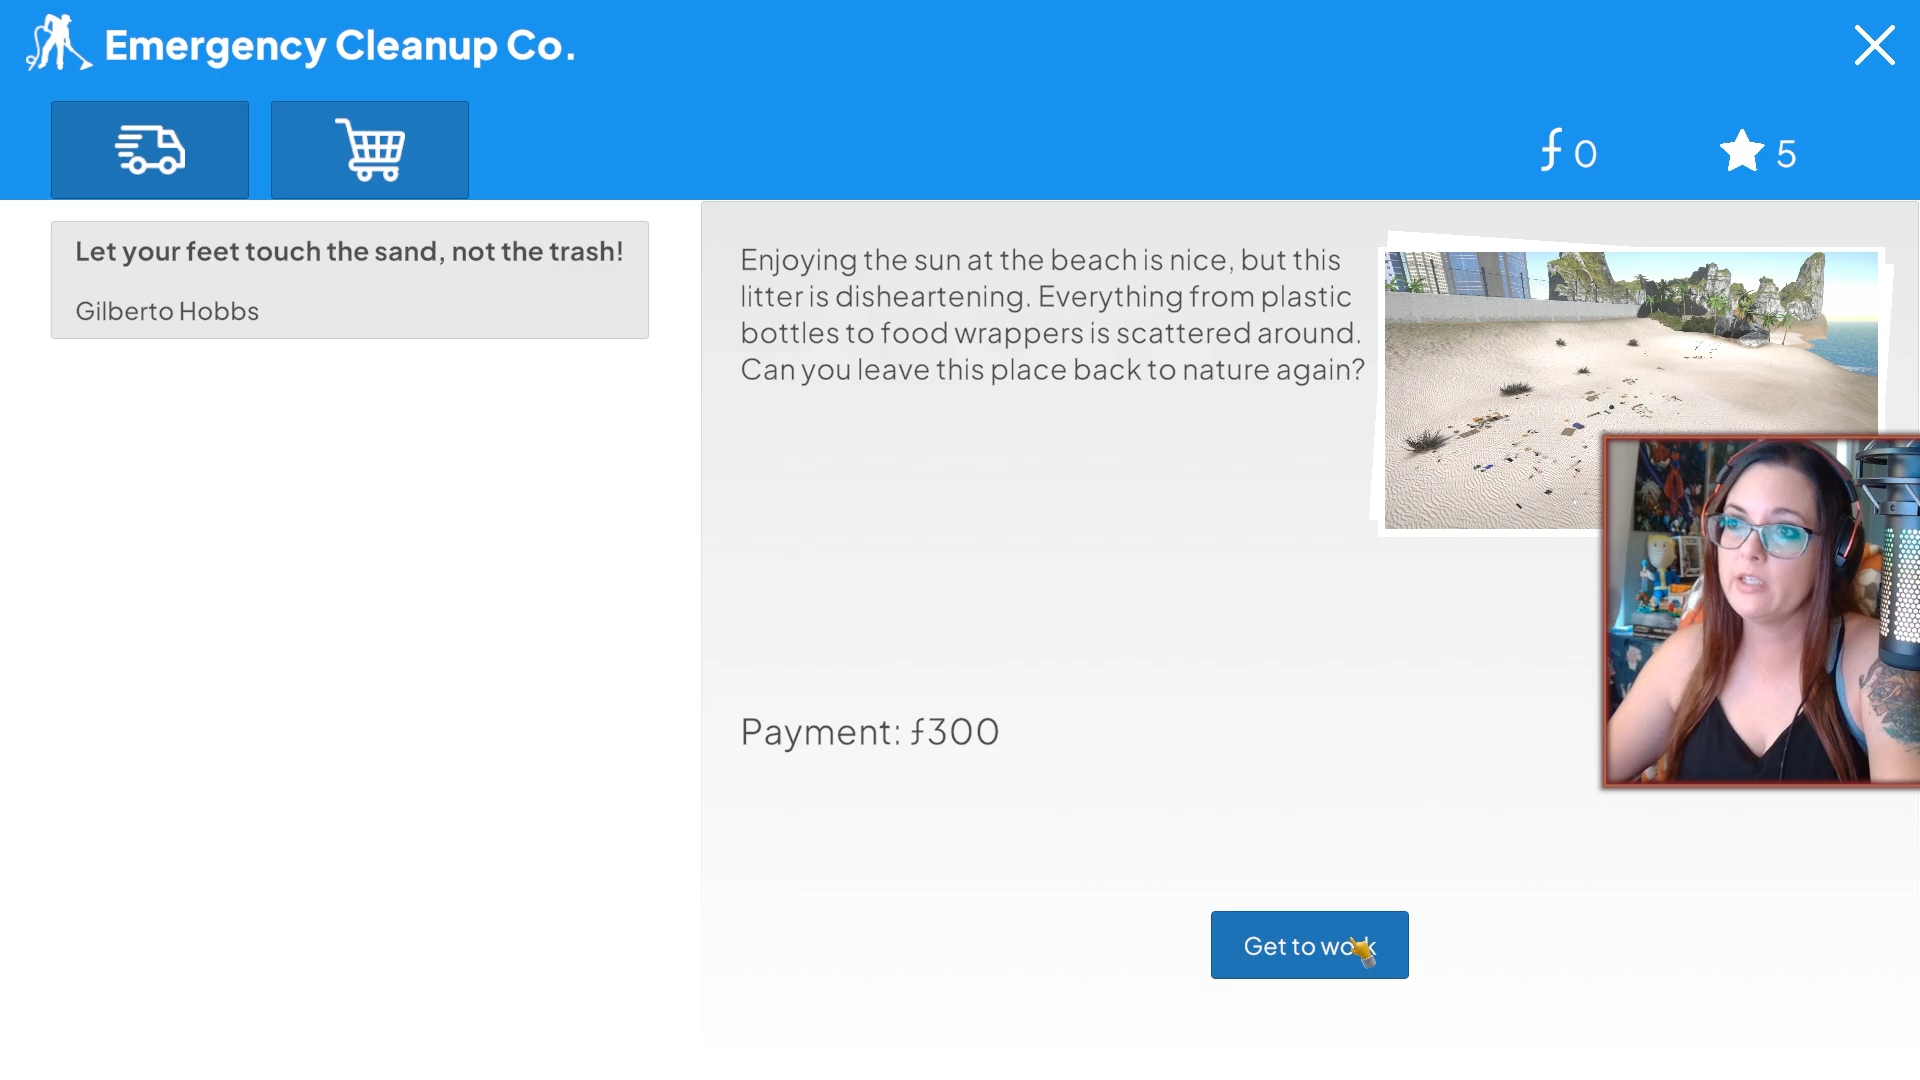 Emergency Cleanup Co.
ƒ 0
5
Let your feet touch the sand, not the trash!
Gilberto Hobbs
Enjoying the sun at the beach is nice, but this
litter is disheartening. Everything from plastic
bottles to food wrappers is scattered around.
Can you leave this place back to nature again?
Payment: ƒ300
Get to work